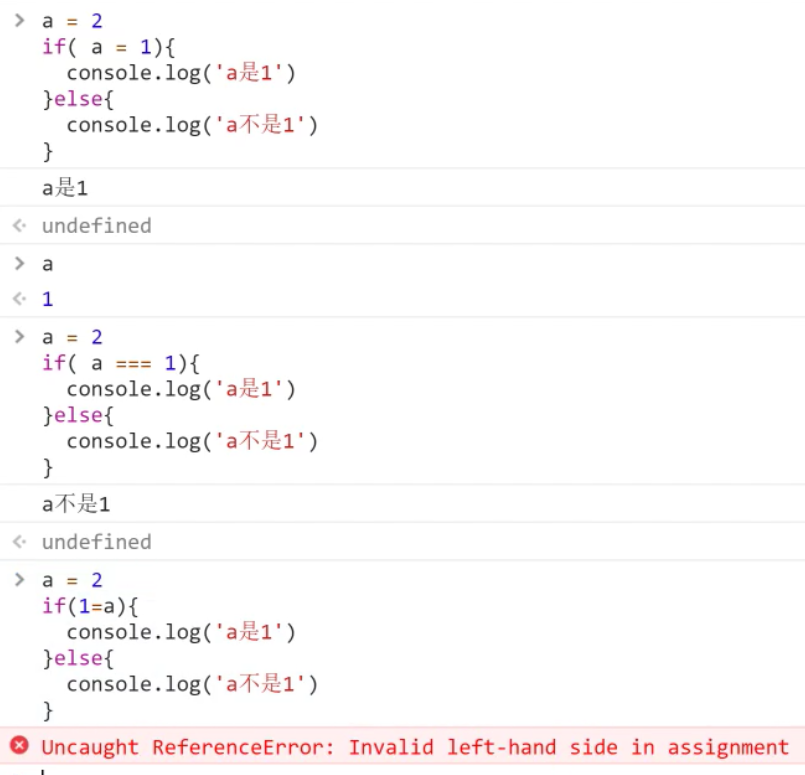 a = 2
if( a = 1){
  console.log('a是1')
}else{
  console.log('a不是1')
}
a是1
undefined
a
1
a = 2
if( a === 1){
  console.log('a是1')
}else{
  console.log('a不是1')
}
a不是1
undefined
a = 2
if(1=a){
  console.log('a是1')
}else{
  console.log('a不是1')
}
Uncaught ReferenceError: Invalid left-hand side in assignment